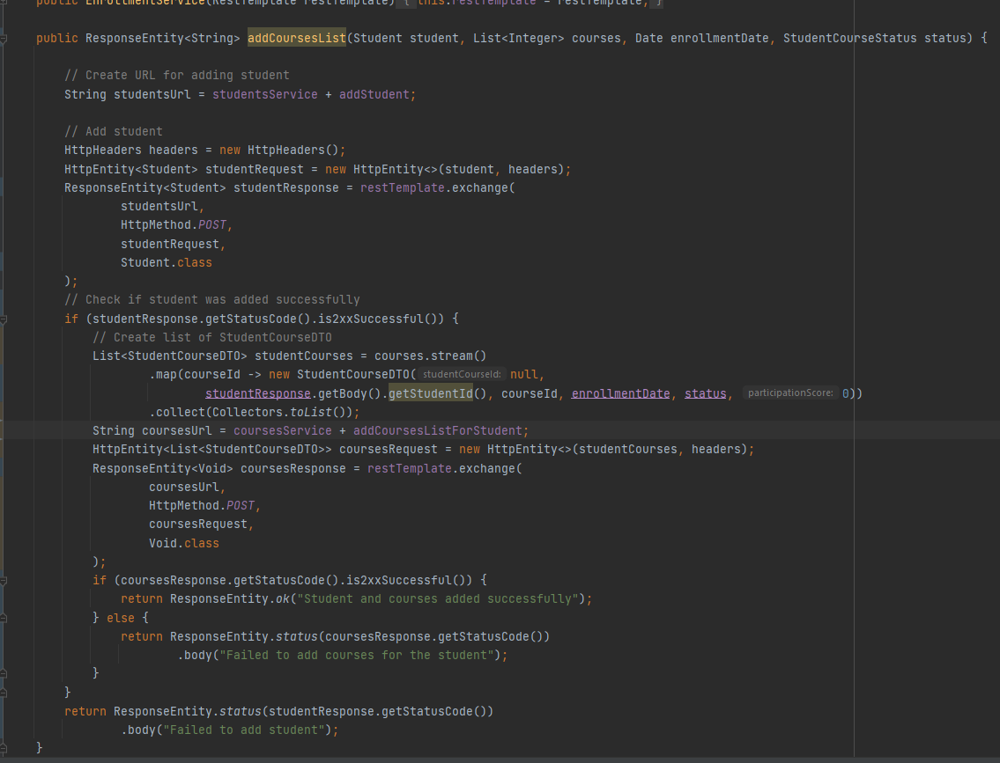 public EnrollmentService(RestTemplate restTemplate) { this.restTemplate = restTemplate; }
public ResponseEntity<String> addCoursesList(Student student, List<Integer> courses, Date enrollmentDate, StudentCourseStatus status) {
// Create URL for adding student
String studentsUrl = studentsService + addStudent;
// Add student
HttpHeaders headers = new HttpHeaders();
HttpEntity<Student> studentRequest = new HttpEntity<>(student, headers);
ResponseEntity<Student> studentResponse = restTemplate.exchange(
studentsUrl,
HttpMethod.POST,
studentRequest,
Student.class
);
// Check if student was added successfully
if (studentResponse.getStatusCode().is2xxSuccessful()) {
// Create list of StudentCourseDTO
List<StudentCourseDTO> studentCourses = courses.stream()
.map(courseId -> new StudentCourseDTO( studentCourseId: null,
studentResponse.getBody().getStudentId(), courseId, enrollmentDate, status, participationScore: 0))
.collect(Collectors.toList());
String coursesUrl = coursesService + addCoursesListForStudent;
HttpEntity<List<StudentCourseDTO>> coursesRequest = new HttpEntity<>(studentCourses, headers);
ResponseEntity<Void> coursesResponse = restTemplate.exchange(
coursesUrl,
HttpMethod.POST,
coursesRequest,
Void.class
);
if (coursesResponse.getStatusCode().is2xxSuccessful()) {
return ResponseEntity.ok("Student and courses added successfully");
} else {
return ResponseEntity.status(coursesResponse.getStatusCode())
.body("Failed to add courses for the student");
}
}
return ResponseEntity.status(studentResponse.getStatusCode())
.body("Failed to add student");
}